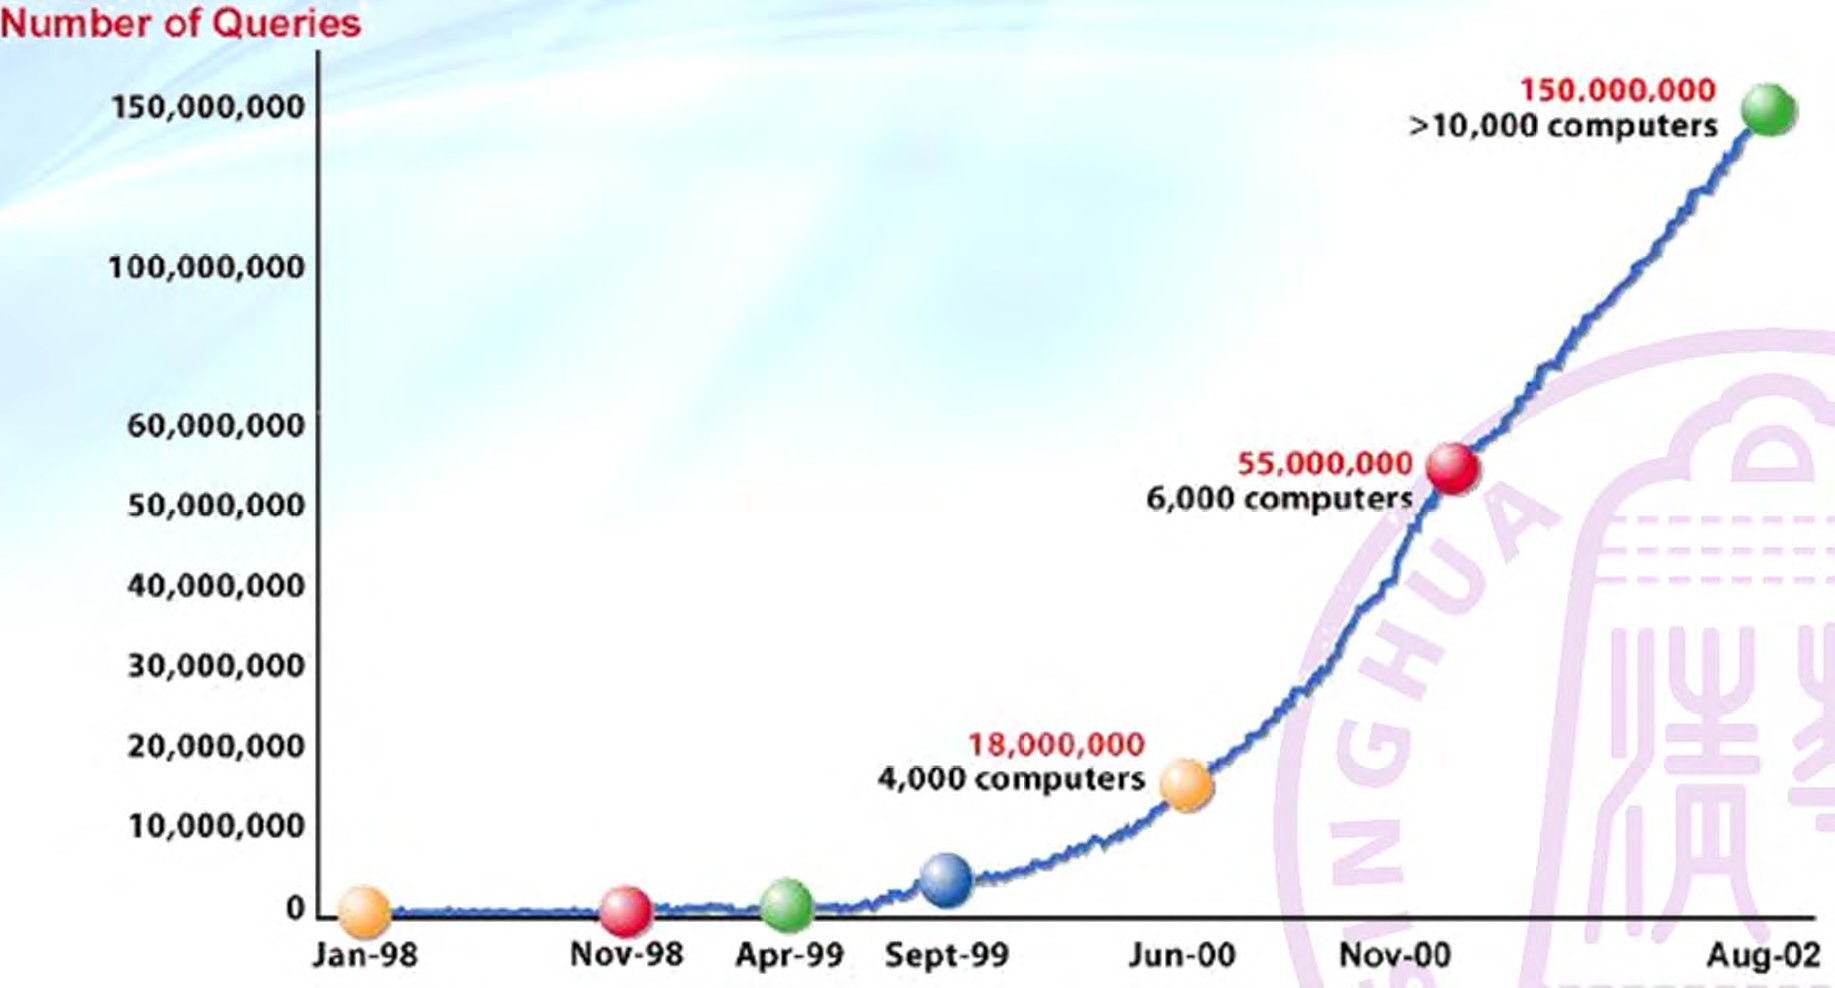 Number of Queries
150,000,000
100,000,000
60,000,000
50,000,000
40,000,000
30,000,000
20,000,000
10,000,000
0
150.000,000
>10,000 computers
55,000,000
6,000 computers
18,000,000
4,000 computers
Jan-98
Nov-98
Apr-99
Sept-99
Jun-00
Nov-00
Aug-02
SINGHUA
清